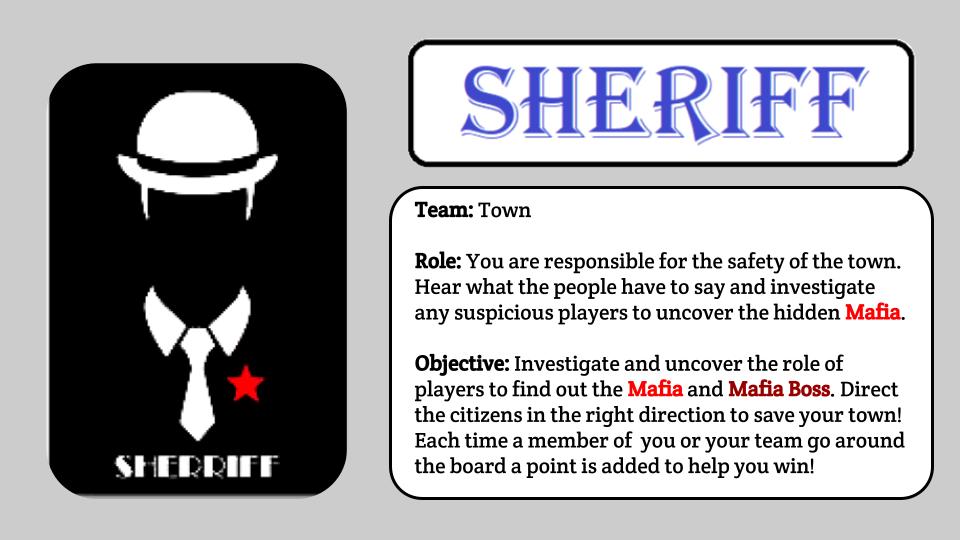 SHERIFF
Team: Town
Role: You are responsible for the safety of the town.
Hear what the people have to say and investigate
any suspicious players to uncover the hidden Mafia.
Objective: Investigate and uncover the role of
players to find out the Mafia and Mafia Boss. Direct
the citizens in the right direction to save your town!
Each time a member of  you or your team go around
the board a point is added to help you win!
SHERRIFF